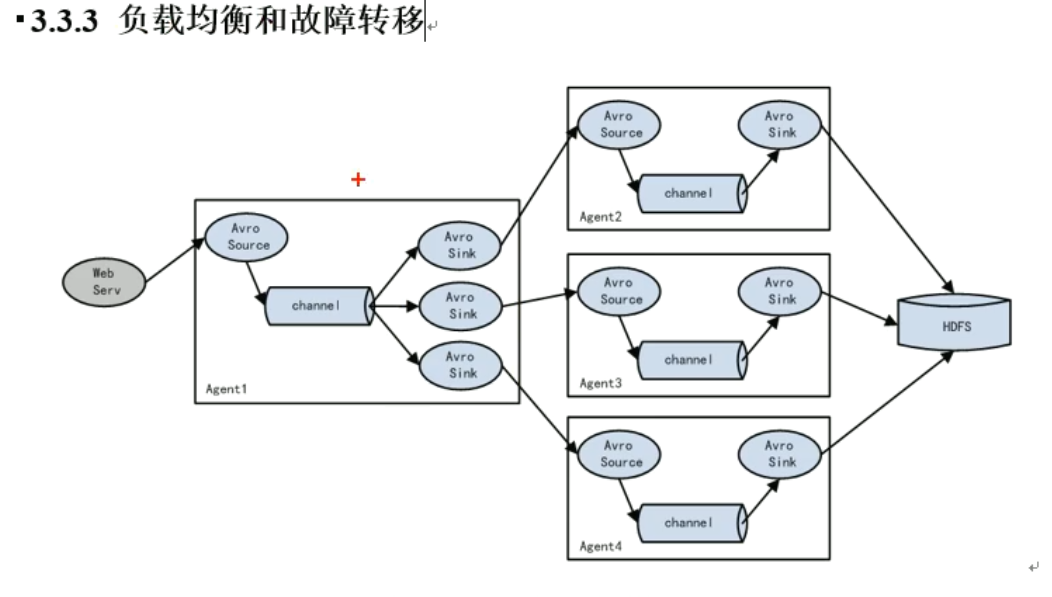 3.3.3 负载均衡和故障转移
Web
Serv
Avro
Source
channel
Avro
Sink
Avro
Sink
Avro
Sink
Agent1
Avro
Source
channel
Avro
Sink
Agent2
Avro
Source
channel
Avro
Sink
Agent3
Avro
Source
channel
Avro
Sink
Agent4
HDFS